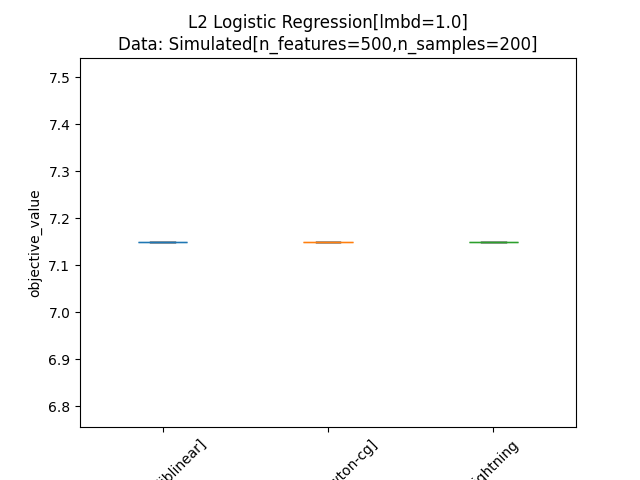 L2 Logistic Regression[lmbd=1.0]
Data: Simulated[n_features=500,n_samples=200]
objective_value
7.5
7.4
7.3
7.2
7.1
7.0
6.9
6.8
iblinear]
ton-cg]
ightning